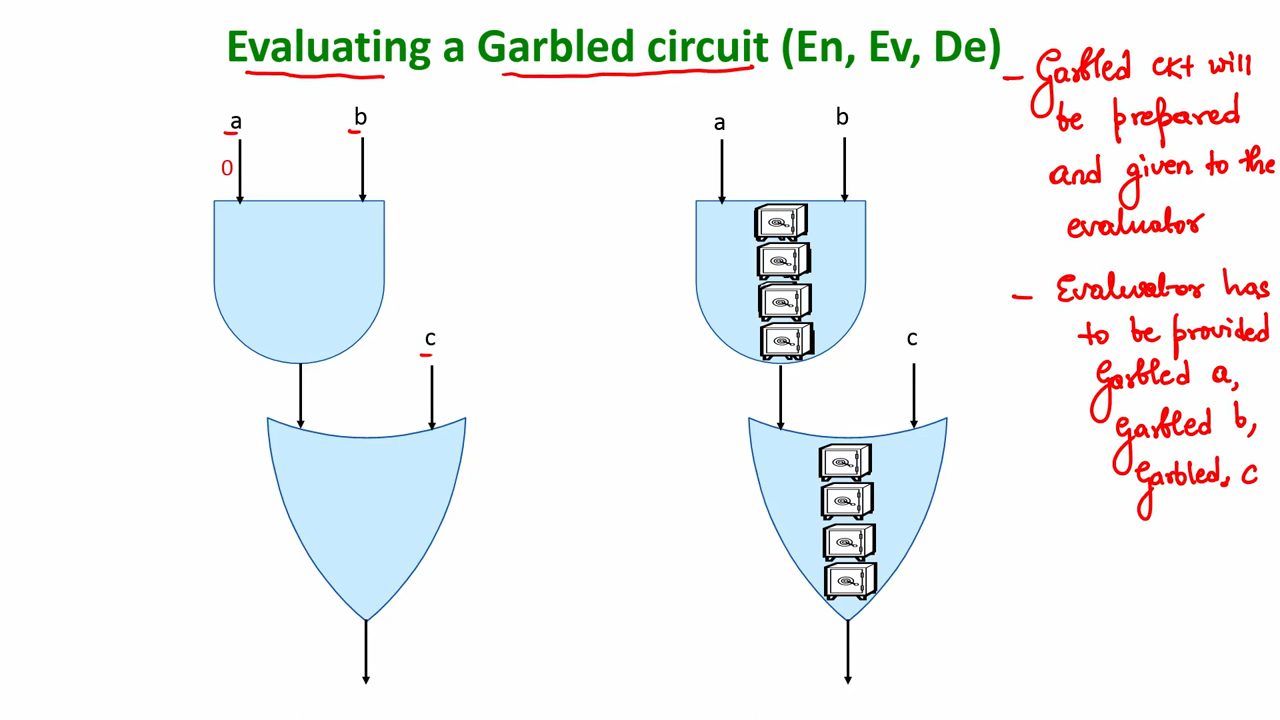 Evaluating a Garbled circuit (En, Ev, De)
- Garbled ckt will
be prepared
and given to the
evaluator
- Evaluator has
to be provided
Garbled a,
Garbled b,
Garbled, c
a
b
0
c
a
b
c